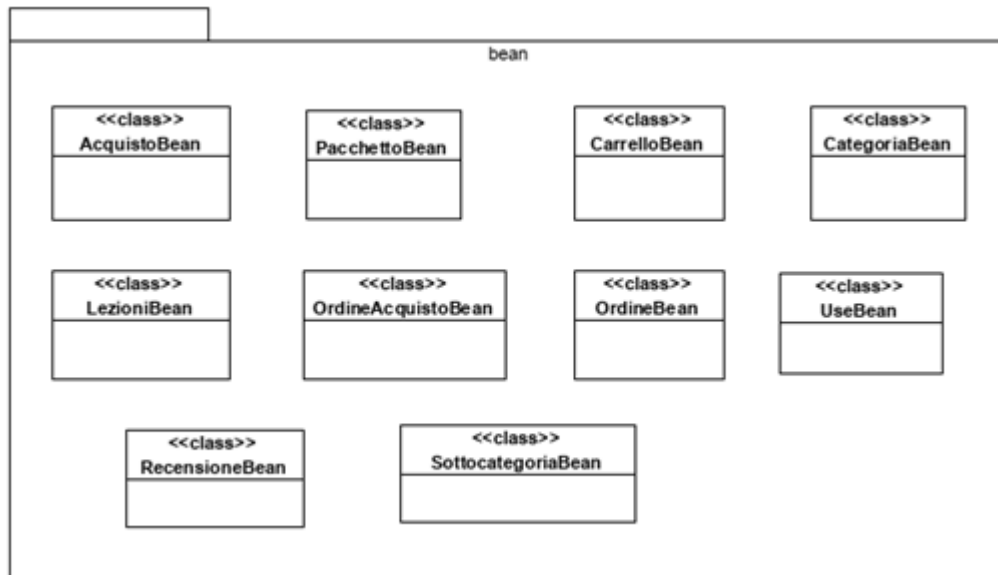 bean
<<class>>
AcquistoBean
<<class>>
PacchettoBean
<<class>>
CarrelloBean
<<class>>
CategoriaBean
<<class>>
LezioniBean
<<class>>
OrdineAcquistoBean
<<class>>
OrdineBean
<<class>>
UseBean
<<class>>
RecensioneBean
<<class>>
SottocategoriaBean